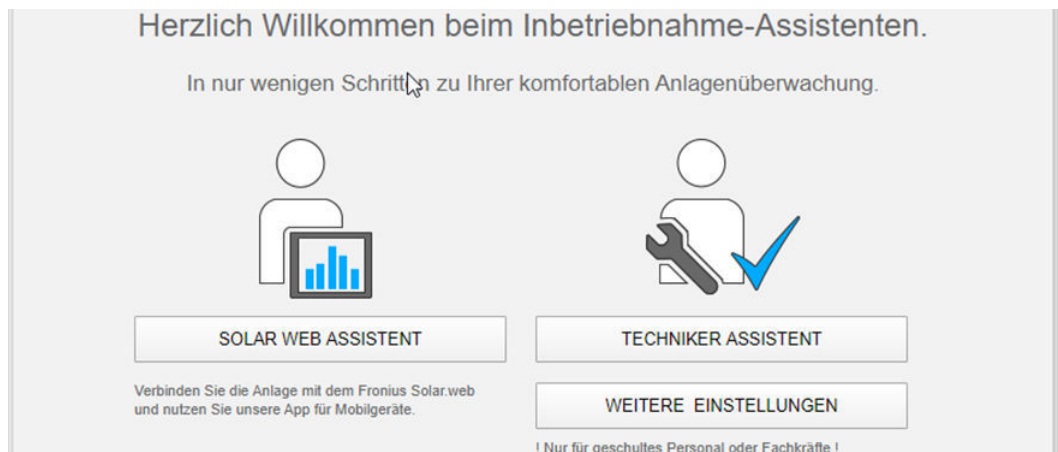 Herzlich Willkommen beim Inbetriebnahme-Assistenten.
In nur wenigen Schritten zu Ihrer komfortablen Anlagenüberwachung.
SOLAR WEB ASSISTENT
Verbinden Sie die Anlage mit dem Fronius Solar.web
und nutzen Sie unsere App für Mobilgeräte.
TECHNIKER ASSISTENT
WEITERE EINSTELLUNGEN
! Nur für geschultes Personal oder Fachkräfte !